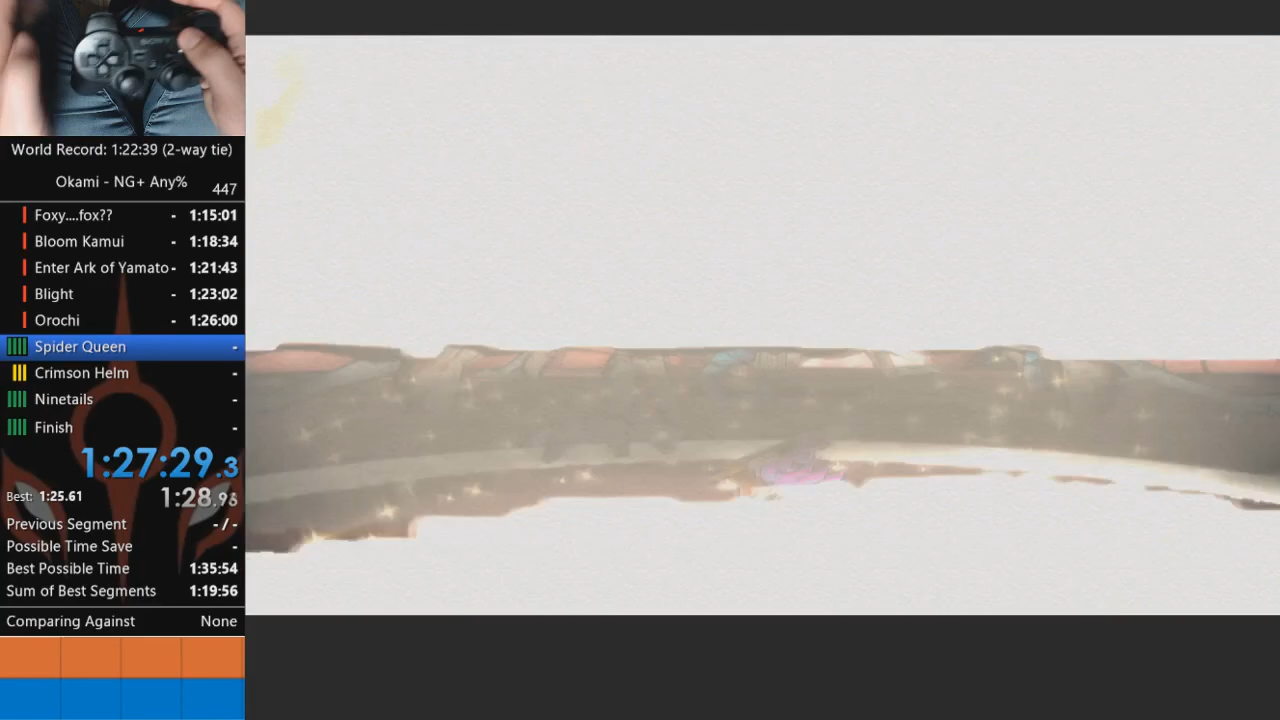 SONY
World Record: 1:22:39 (2-way tie)
Okami - NG+ Any% 447
Foxy....fox?? - 1:15:01
Bloom Kamui - 1:18:34
Enter Ark of Yamato - 1:21:43
Blight - 1:23:02
Orochi - 1:26:00
Spider Queen -
Crimson Helm -
Ninetails -
Finish -
1:27:29.3
Best: 1:25.61 1:28.96
Previous Segment - / -
Possible Time Save -
Best Possible Time 1:35:54
Sum of Best Segments 1:19:56
Comparing Against None